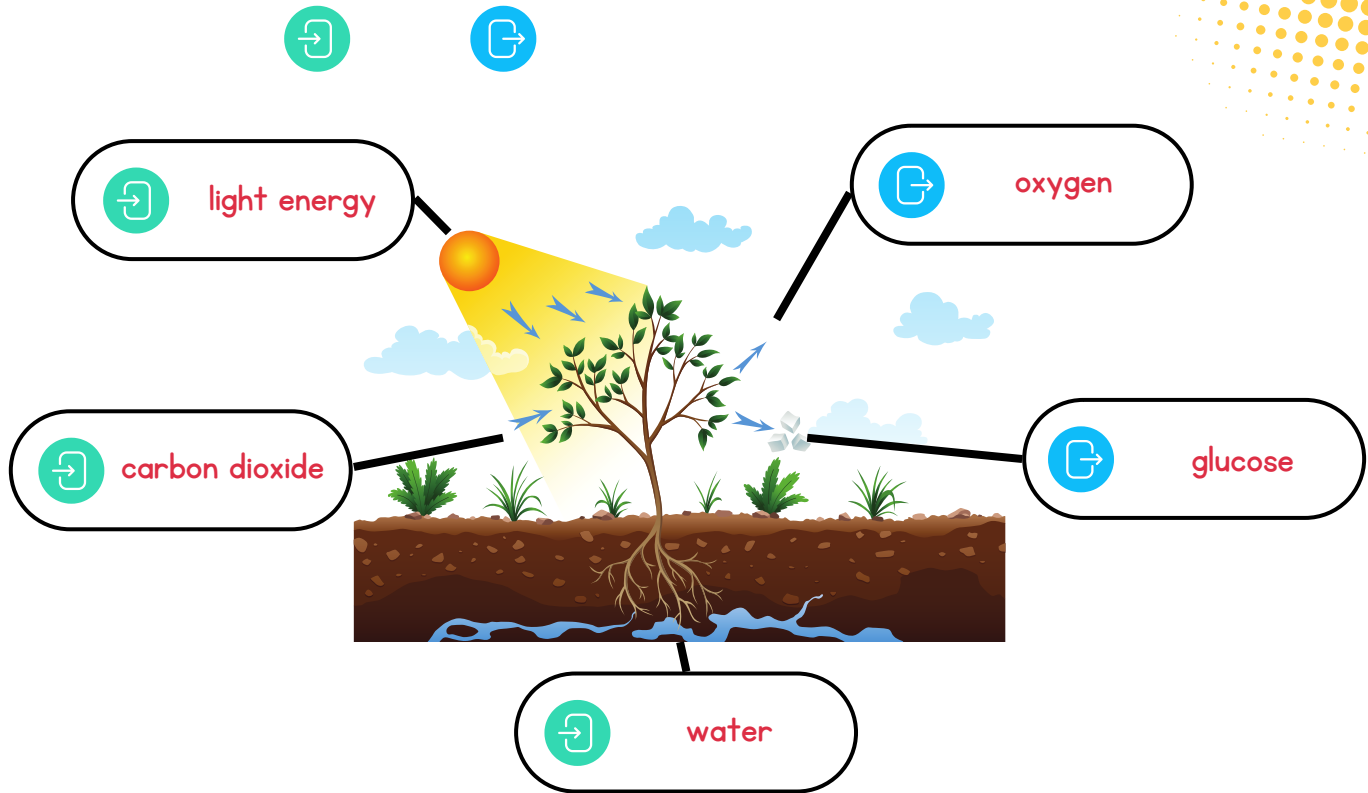 light energy
oxygen
carbon dioxide
glucose
water